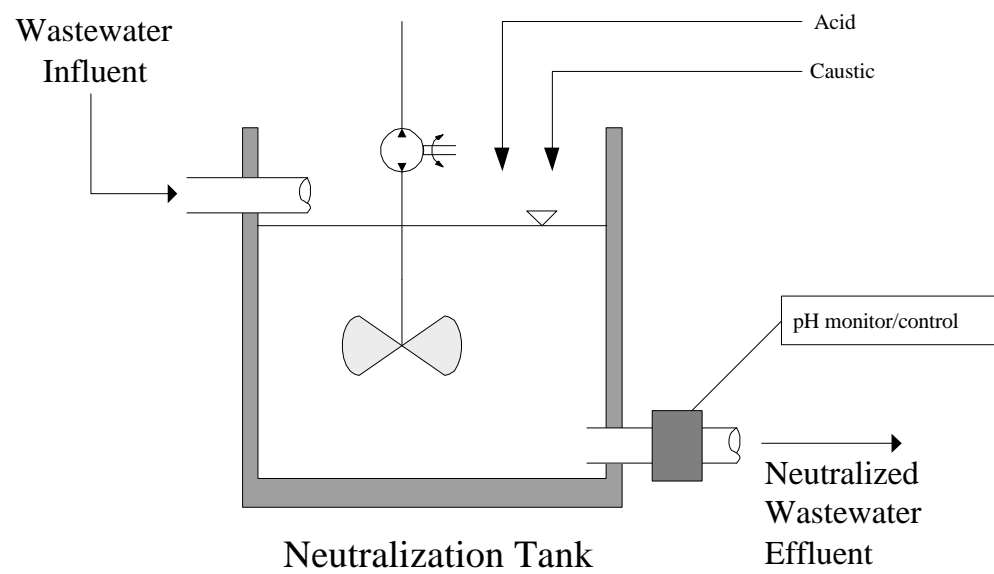 Wastewater
Influent
Acid
Caustic
pH monitor/control
Neutralized
Wastewater
Effluent
Neutralization Tank